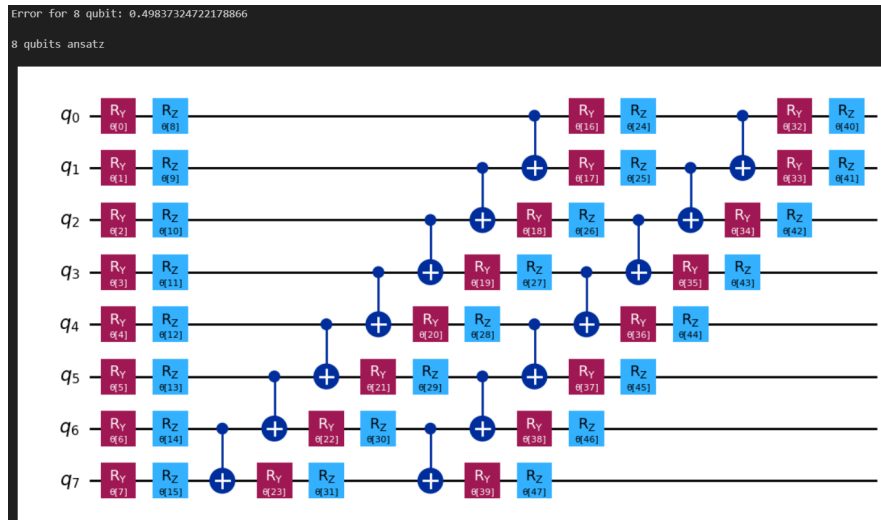 Error for 8 qubit: 0.49837324722178866
8 qubits ansatz
q0 RY θ[0] RZ θ[8] RY θ[16] RZ θ[24] RY θ[32] RZ θ[40]
q1 RY θ[1] RZ θ[9] RY θ[17] RZ θ[25] RY θ[33] RZ θ[41]
q2 RY θ[2] RZ θ[10] RY θ[18] RZ θ[26] RY θ[34] RZ θ[42]
q3 RY θ[3] RZ θ[11] RY θ[19] RZ θ[27] RY θ[35] RZ θ[43]
q4 RY θ[4] RZ θ[12] RY θ[20] RZ θ[28] RY θ[36] RZ θ[44]
q5 RY θ[5] RZ θ[13] RY θ[21] RZ θ[29] RY θ[37] RZ θ[45]
q6 RY θ[6] RZ θ[14] RY θ[22] RZ θ[30] RY θ[38] RZ θ[46]
q7 RY θ[7] RZ θ[15] RY θ[23] RZ θ[31] RY θ[39] RZ θ[47]